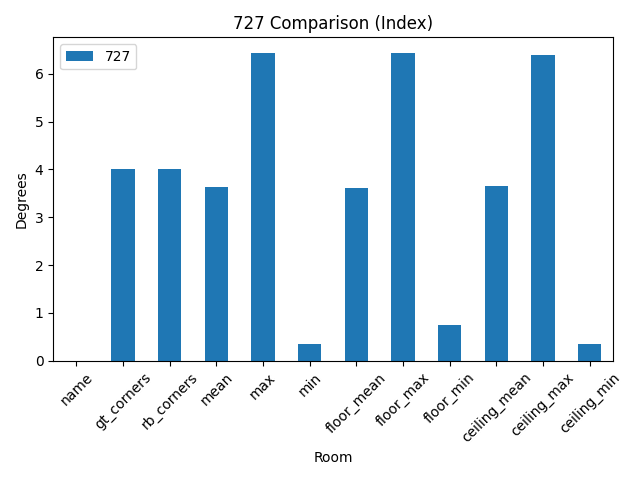 727 Comparison (Index)
727
Degrees
6
5
4
3
2
1
0
name
gt_corners
rb_corners
mean
max
min
floor_mean
floor_max
floor_min
ceiling_mean
ceiling_max
ceiling_min
Room